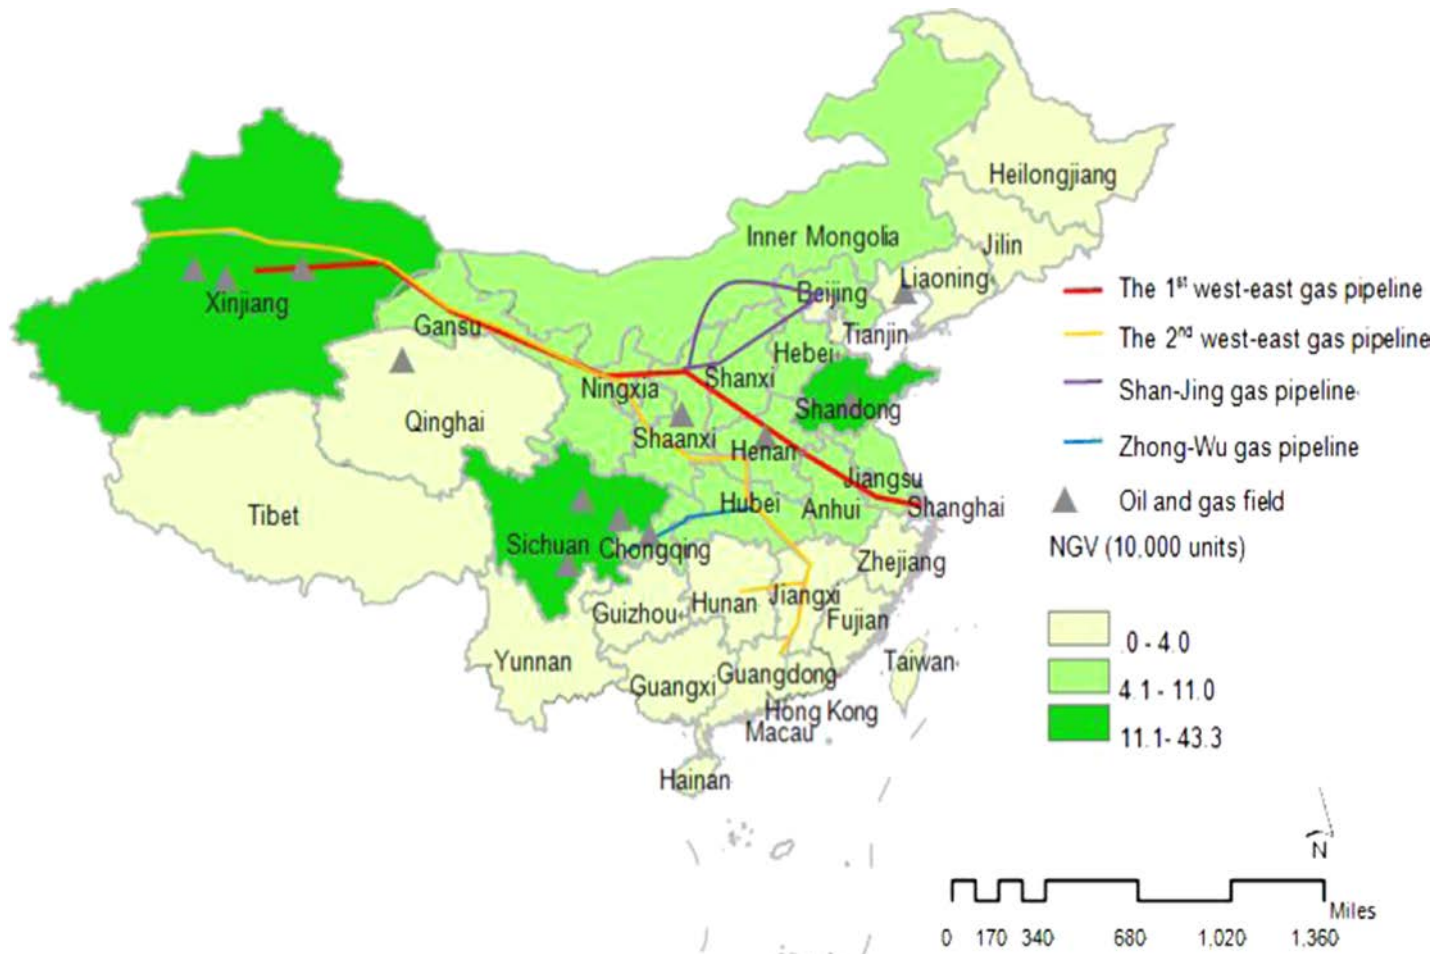 Heilongjiang
Inner Mongolia
Jilin
Liaoning
Beijing
Xinjiang
Gansu
Tianjin
Hebei
Shanxi
Ningxia
Shandong
Qinghai
Shaanxi
Henan
Jiangsu
Hubei
Anhui
Shanghai
Tibet
Sichuan
Chongqing
Zhejiang
Hunan
Jiangxi
Guizhou
Fujian
Yunnan
Guangxi
Guangdong
Taiwan
Hong Kong
Macau
Hainan
The 1st west-east gas pipeline
The 2nd west-east gas pipeline
Shan-Jing gas pipeline
Zhong-Wu gas pipeline
Oil and gas field
NGV (10.000 units)
.0 - 4.0
4.1 - 11.0
11.1- 43.3
N
Miles
0 170 340 680 1,020 1,360